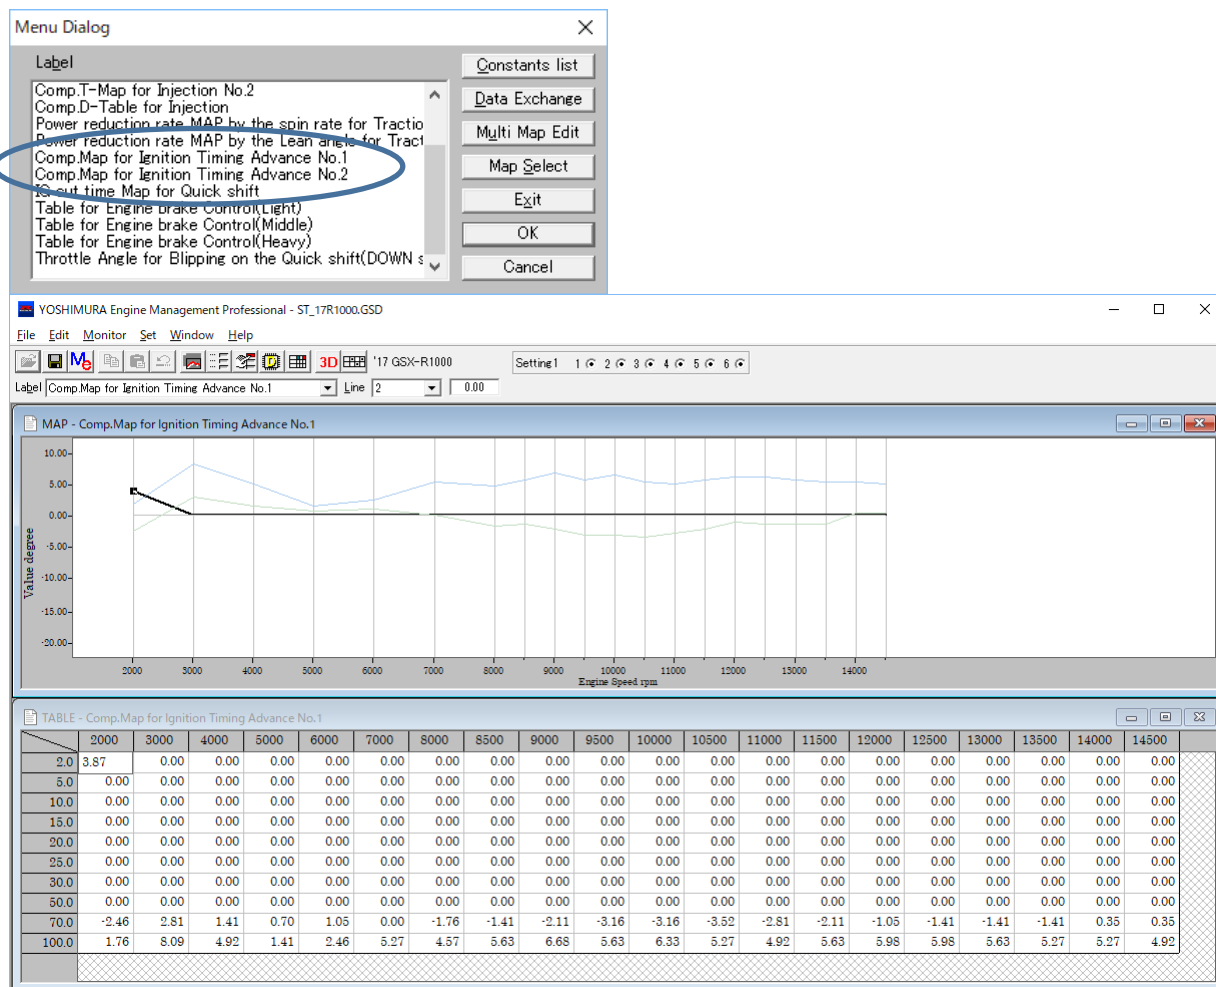 Menu Dialog
Label
Comp.T-Map for Injection No.2
Comp.D-Table for Injection
Power reduction rate MAP by the spin rate for Tractio
Power reduction rate MAP by the Lean angle for Tract
Comp.Map for Ignition Timing Advance No.1
Comp.Map for Ignition Timing Advance No.2
IG cut time Map for Quick shift
Table for Engine brake Control(Light)
Table for Engine brake Control(Middle)
Table for Engine brake Control(Heavy)
Throttle Angle for Blipping on the Quick shift(DOWN s
Constants list
Data Exchange
Multi Map Edit
Map Select
Exit
OK
Cancel
YOSHIMURA Engine Management Professional - ST_17R1000.GSD
File Edit Monitor Set Window Help
Me 3D '17 GSX-R1000 Setting1 1 2 3 4 5 6
Label Comp.Map for Ignition Timing Advance No.1 Line 2 0.00
MAP - Comp.Map for Ignition Timing Advance No.1
10.00
5.00
0.00
-5.00
-10.00
-15.00
-20.00
Value degree
2000 3000 4000 5000 6000 7000 8000 9000 10000 11000 12000 13000 14000
Engine Speed rpm
TABLE - Comp.Map for Ignition Timing Advance No.1
2000 3000 4000 5000 6000 7000 8000 8500 9000 9500 10000 10500 11000 11500 12000 12500 13000 13500 14000 14500
2.0 3.87 0.00 0.00 0.00 0.00 0.00 0.00 0.00 0.00 0.00 0.00 0.00 0.00 0.00 0.00 0.00 0.00 0.00 0.00 0.00
5.0 0.00 0.00 0.00 0.00 0.00 0.00 0.00 0.00 0.00 0.00 0.00 0.00 0.00 0.00 0.00 0.00 0.00 0.00 0.00 0.00
10.0 0.00 0.00 0.00 0.00 0.00 0.00 0.00 0.00 0.00 0.00 0.00 0.00 0.00 0.00 0.00 0.00 0.00 0.00 0.00 0.00
15.0 0.00 0.00 0.00 0.00 0.00 0.00 0.00 0.00 0.00 0.00 0.00 0.00 0.00 0.00 0.00 0.00 0.00 0.00 0.00 0.00
20.0 0.00 0.00 0.00 0.00 0.00 0.00 0.00 0.00 0.00 0.00 0.00 0.00 0.00 0.00 0.00 0.00 0.00 0.00 0.00 0.00
25.0 0.00 0.00 0.00 0.00 0.00 0.00 0.00 0.00 0.00 0.00 0.00 0.00 0.00 0.00 0.00 0.00 0.00 0.00 0.00 0.00
30.0 0.00 0.00 0.00 0.00 0.00 0.00 0.00 0.00 0.00 0.00 0.00 0.00 0.00 0.00 0.00 0.00 0.00 0.00 0.00 0.00
50.0 0.00 0.00 0.00 0.00 0.00 0.00 0.00 0.00 0.00 0.00 0.00 0.00 0.00 0.00 0.00 0.00 0.00 0.00 0.00 0.00
70.0 -2.46 2.81 1.41 0.70 1.05 0.00 -1.76 -1.41 -2.11 -3.16 -3.16 -3.52 -2.81 -2.11 -1.05 -1.41 -1.41 -1.41 0.35 0.35
100.0 1.76 8.09 4.92 1.41 2.46 5.27 4.57 5.63 6.68 5.63 6.33 5.27 4.92 5.63 5.98 5.98 5.63 5.27 5.27 4.92